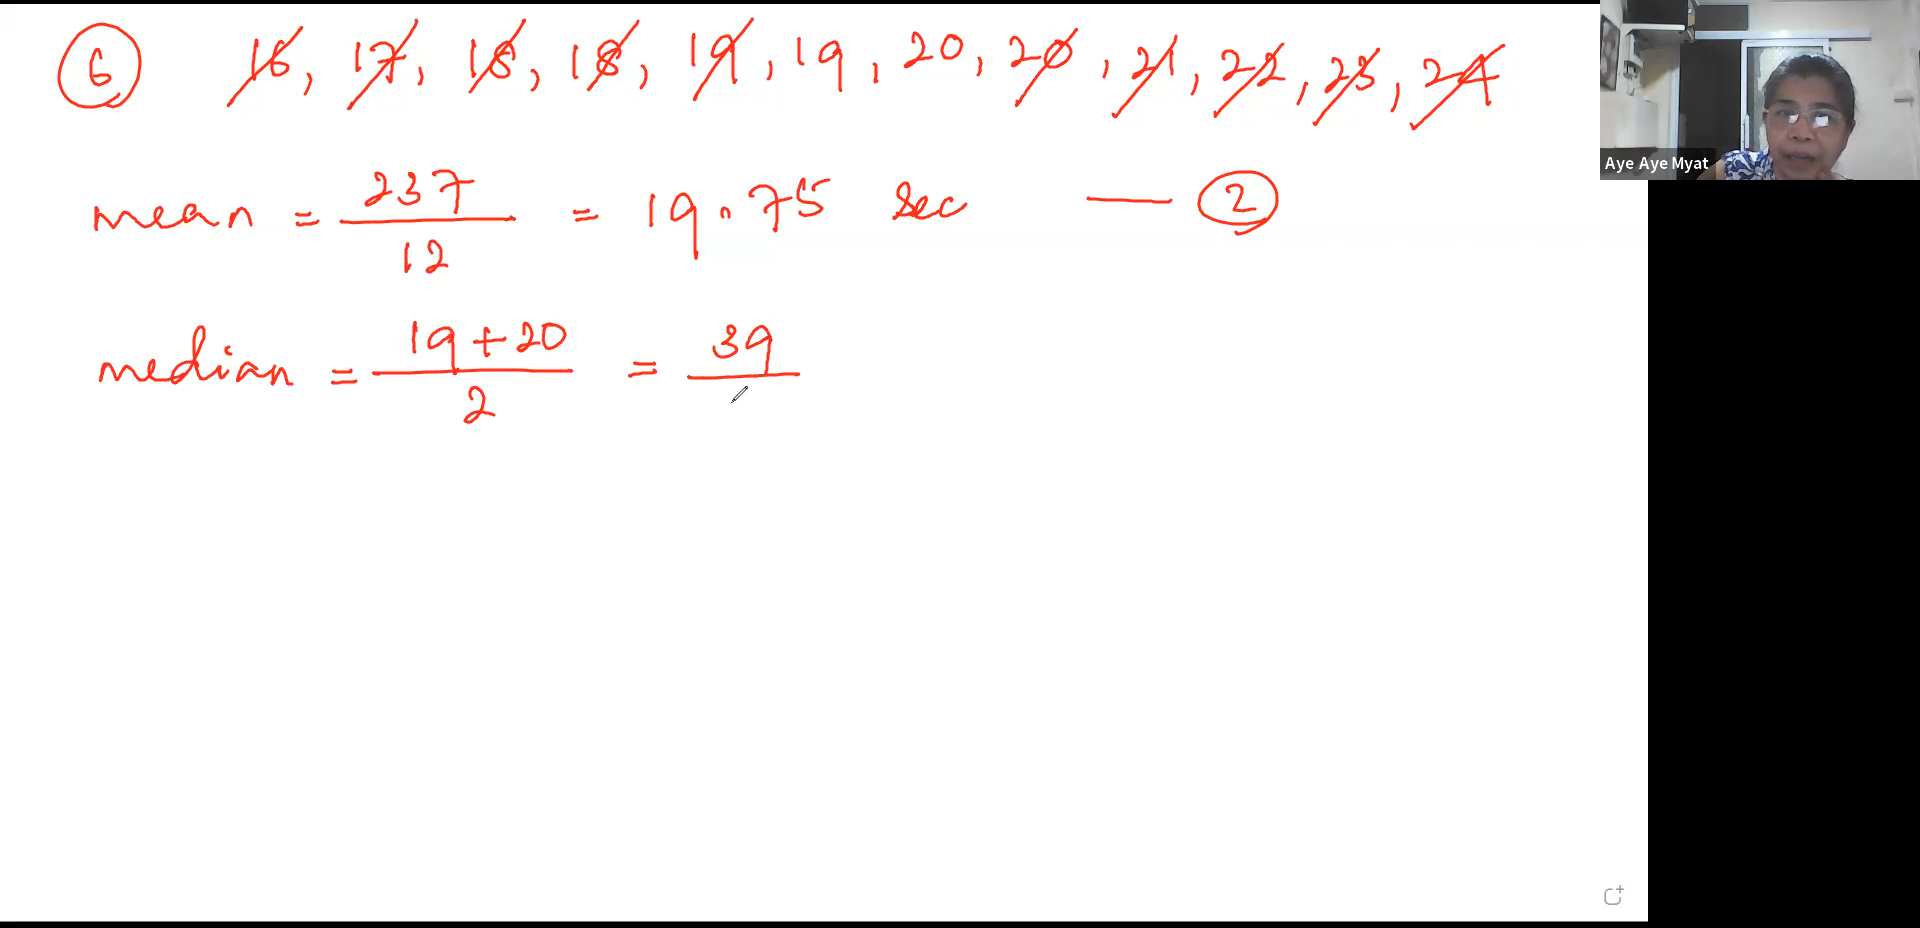 6 16, 17, 18, 18, 19, 19, 20, 20, 21, 22, 23, 24
Aye Aye Myat
mean = 237/12 = 19.75 sec — 2
median = 19+20/2 = 39